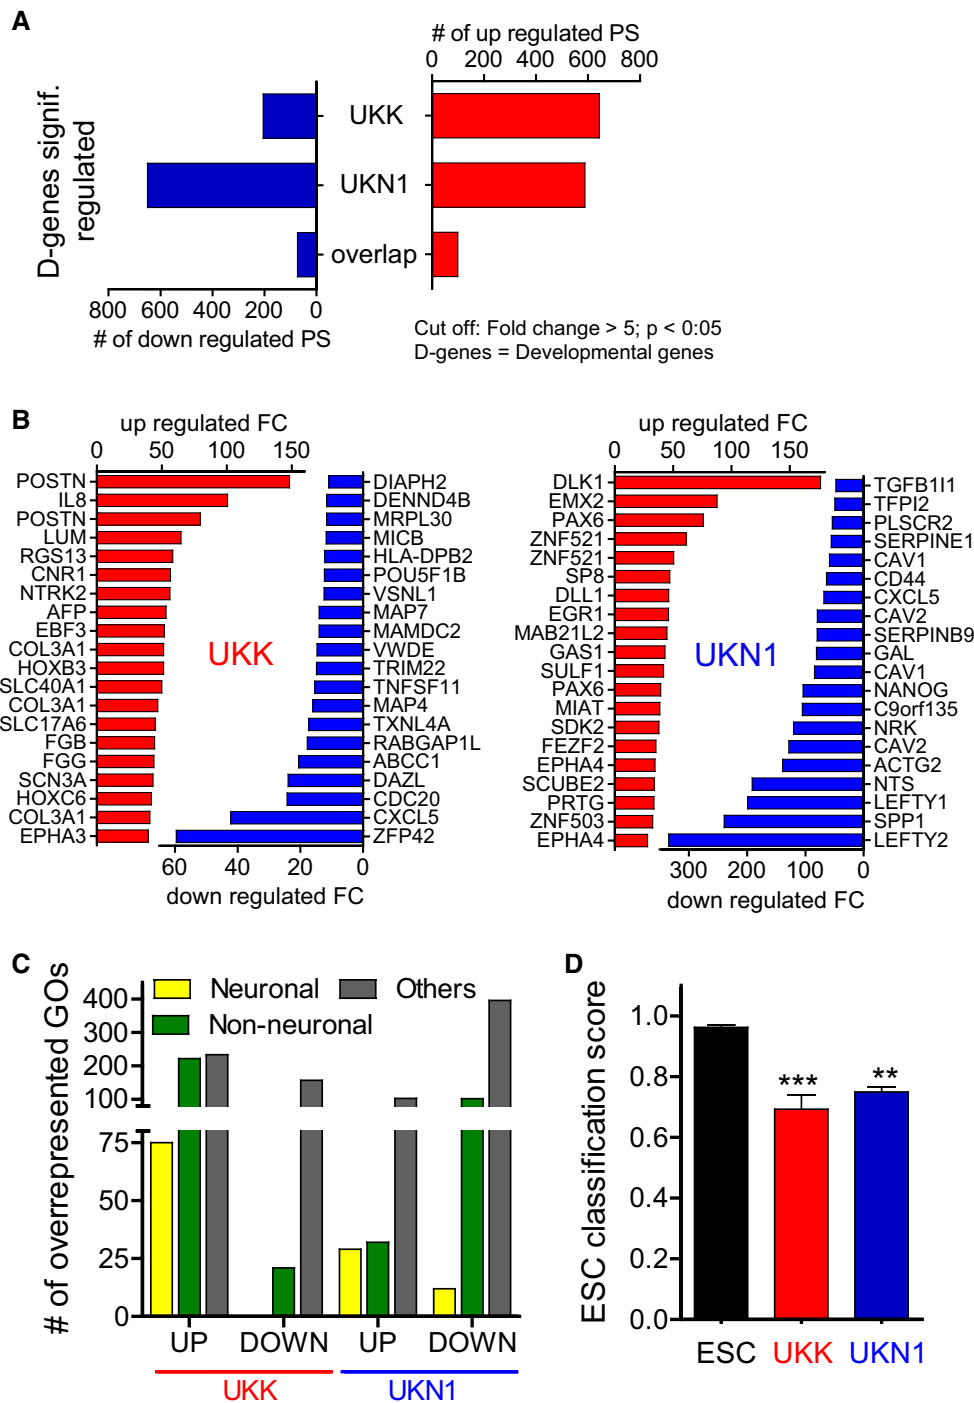 A
# of up regulated PS
0 200 400 600 800
D-genes signif.
regulated
UKK
UKN1
overlap
800 600 400 200 0
# of down regulated PS
Cut off: Fold change > 5; p < 0:05
D-genes = Developmental genes
B
up regulated FC
0 50 100 150
POSTN DIAPH2
IL8 DENND4B
POSTN MRPL30
LUM MICB
RGS13 HLA-DPB2
CNR1 POU5F1B
NTRK2 VSNL1
AFP MAP7
EBF3 MAMDC2
COL3A1 VWDE
HOXB3 TRIM22
SLC40A1 TNFSF11
COL3A1 MAP4
SLC17A6 TXNL4A
FGB RABGAP1L
FGG ABCC1
SCN3A DAZL
HOXC6 CDC20
COL3A1 CXCL5
EPHA3 ZFP42
UKK
60 40 20 0
down regulated FC
up regulated FC
0 50 100 150
DLK1 TGFB1I1
EMX2 TFPI2
PAX6 PLSCR2
ZNF521 SERPINE1
ZNF521 CAV1
SP8 CD44
DLL1 CXCL5
EGR1 CAV2
MAB21L2 SERPINB9
GAS1 GAL
SULF1 CAV1
PAX6 NANOG
MIAT C9orf135
SDK2 NRK
FEZF2 CAV2
EPHA4 ACTG2
SCUBE2 NTS
PRTG LEFTY1
ZNF503 SPP1
EPHA4 LEFTY2
UKN1
300 200 100 0
down regulated FC
C
# of overrepresented GOs
Neuronal Others
Non-neuronal
400
300
200
100
75
50
25
0
UP DOWN UP DOWN
UKK UKN1
D
ESC classification score
1.0
0.8
0.6
0.4
0.2
0.0
*** **
ESC UKK UKN1